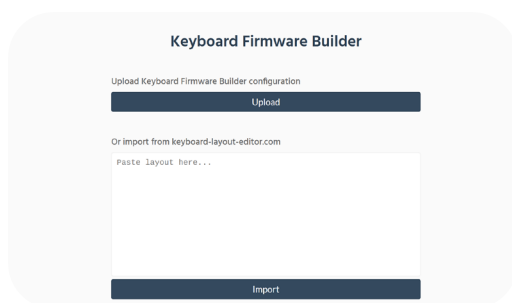 Keyboard Firmware Builder
Upload Keyboard Firmware Builder configuration
Upload
Or import from keyboard-layout-editor.com
Paste layout here...
Import